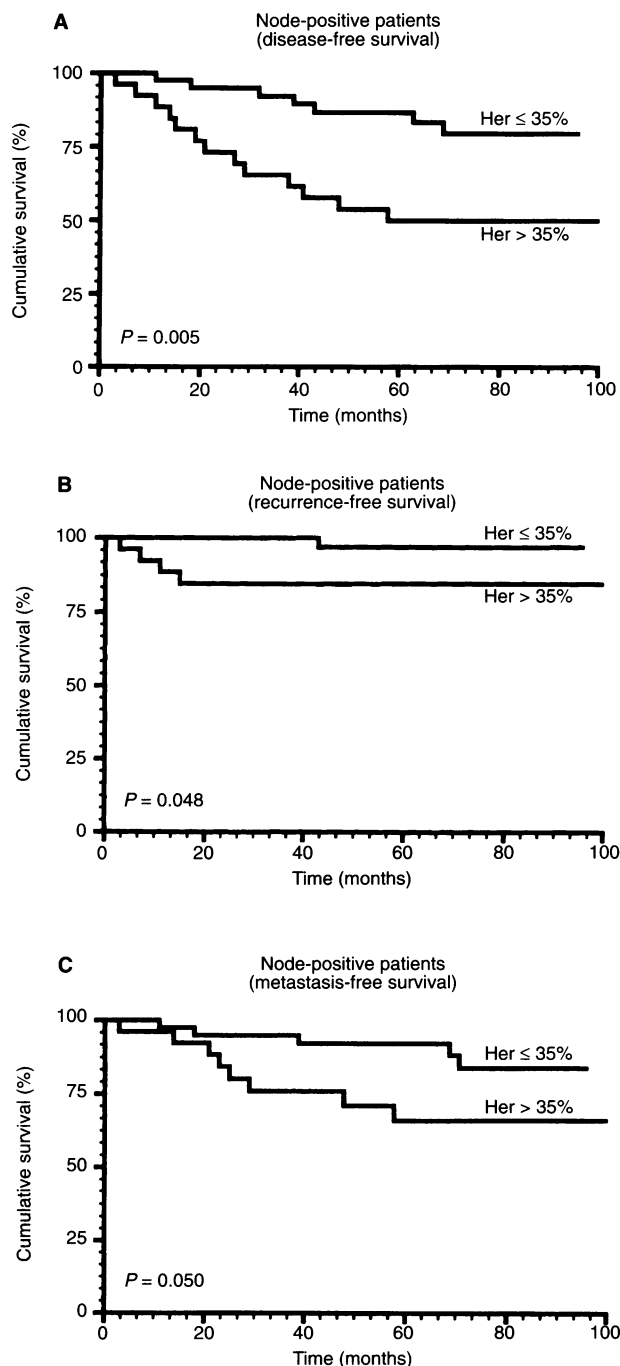 A
Node-positive patients
(disease-free survival)
Cumulative survival (%)
100
75
50
25
0
Her ≤ 35%
Her > 35%
P = 0.005
0 20 40 60 80 100
Time (months)
B
Node-positive patients
(recurrence-free survival)
Cumulative survival (%)
100
75
50
25
0
Her ≤ 35%
Her > 35%
P = 0.048
0 20 40 60 80 100
Time (months)
C
Node-positive patients
(metastasis-free survival)
Cumulative survival (%)
100
75
50
25
0
Her ≤ 35%
Her > 35%
P = 0.050
0 20 40 60 80 100
Time (months)